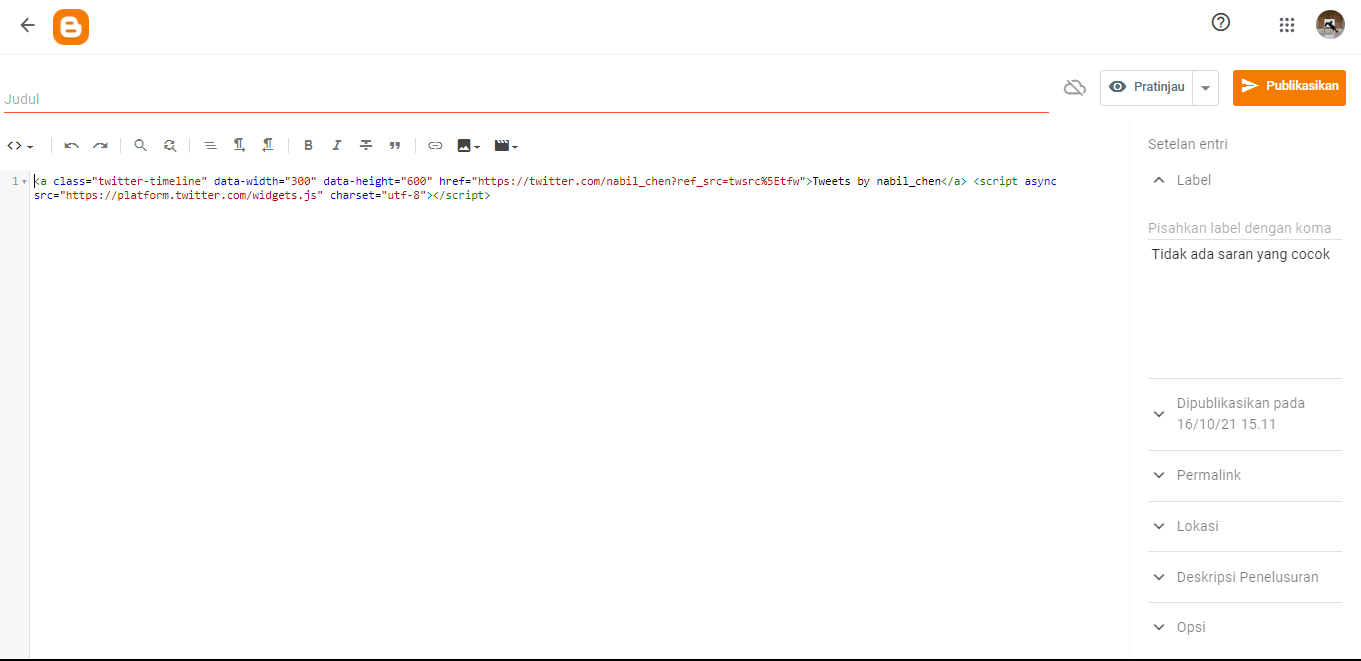 Judul
Pratinjau
Publikasikan
1 <a class="twitter-timeline" data-width="300" data-height="600" href="https://twitter.com/nabil_chen?ref_src=twsrc%5Etfw">Tweets by nabil_chen</a> <script async
src="https://platform.twitter.com/widgets.js" charset="utf-8"></script>
Setelan entri
Label
Pisahkan label dengan koma
Tidak ada saran yang cocok
Dipublikasikan pada
16/10/21 15.11
Permalink
Lokasi
Deskripsi Penelusuran
Opsi